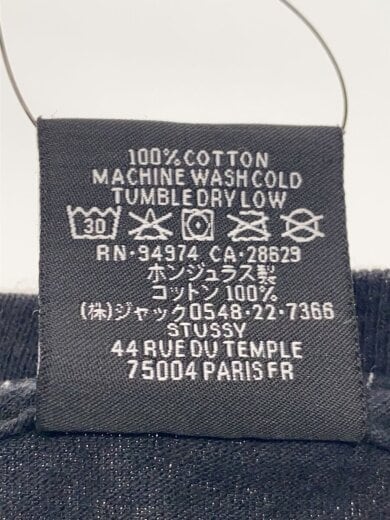 100% COTTON
MACHINE WASH COLD
TUMBLE DRY LOW
30
RN·94974 CA·28629
ホンジュラス製
コットン 100%
(株)ジャック0548·22·7366
STUSSY
44 RUE DU TEMPLE
75004 PARIS FR